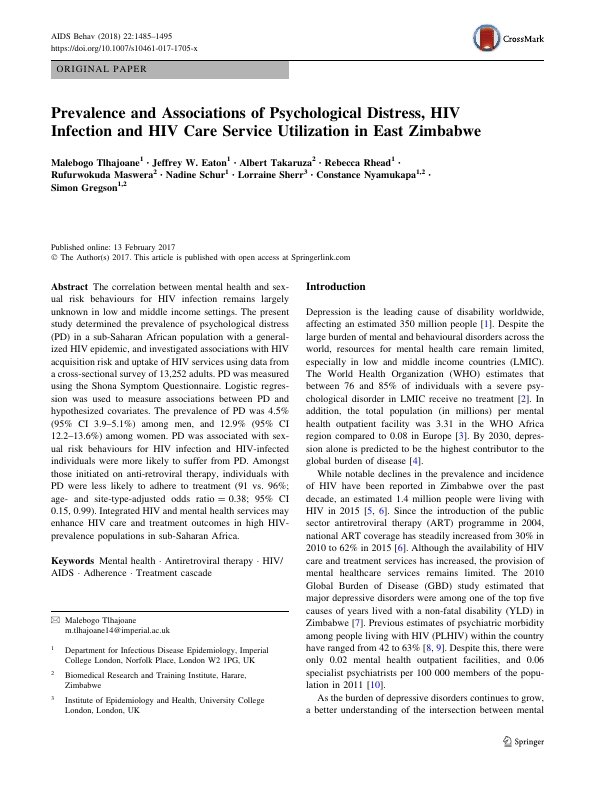 AIDS Behav (2018) 22:1485–1495
https://doi.org/10.1007/s10461-017-1705-x
CrossMark
ORIGINAL PAPER
Prevalence and Associations of Psychological Distress, HIV
Infection and HIV Care Service Utilization in East Zimbabwe
Malebogo Tlhajoane1 · Jeffrey W. Eaton1 · Albert Takaruza2 · Rebecca Rhead1 ·
Rufurwokuda Maswera2 · Nadine Schur1 · Lorraine Sherr3 · Constance Nyamukapa1,2 ·
Simon Gregson1,2
Published online: 13 February 2017
© The Author(s) 2017. This article is published with open access at Springerlink.com
Abstract The correlation between mental health and sex-
ual risk behaviours for HIV infection remains largely
unknown in low and middle income settings. The present
study determined the prevalence of psychological distress
(PD) in a sub-Saharan African population with a general-
ized HIV epidemic, and investigated associations with HIV
acquisition risk and uptake of HIV services using data from
a cross-sectional survey of 13,252 adults. PD was measured
using the Shona Symptom Questionnaire. Logistic regres-
sion was used to measure associations between PD and
hypothesized covariates. The prevalence of PD was 4.5%
(95% CI 3.9–5.1%) among men, and 12.9% (95% CI
12.2–13.6%) among women. PD was associated with sex-
ual risk behaviours for HIV infection and HIV-infected
individuals were more likely to suffer from PD. Amongst
those initiated on anti-retroviral therapy, individuals with
PD were less likely to adhere to treatment (91 vs. 96%;
age- and site-type-adjusted odds ratio = 0.38; 95% CI
0.15, 0.99). Integrated HIV and mental health services may
enhance HIV care and treatment outcomes in high HIV-
prevalence populations in sub-Saharan Africa.
Keywords Mental health · Antiretroviral therapy · HIV/
AIDS · Adherence · Treatment cascade
Malebogo Tlhajoane
m.tlhajoane14@imperial.ac.uk
1 Department for Infectious Disease Epidemiology, Imperial
College London, Norfolk Place, London W2 1PG, UK
2 Biomedical Research and Training Institute, Harare,
Zimbabwe
3 Institute of Epidemiology and Health, University College
London, London, UK
Introduction
Depression is the leading cause of disability worldwide,
affecting an estimated 350 million people [1]. Despite the
large burden of mental and behavioural disorders across the
world, resources for mental health care remain limited,
especially in low and middle income countries (LMIC).
The World Health Organization (WHO) estimates that
between 76 and 85% of individuals with a severe psy-
chological disorder in LMIC receive no treatment [2]. In
addition, the total population (in millions) per mental
health outpatient facility was 3.31 in the WHO Africa
region compared to 0.08 in Europe [3]. By 2030, depres-
sion alone is predicted to be the highest contributor to the
global burden of disease [4].
While notable declines in the prevalence and incidence
of HIV have been reported in Zimbabwe over the past
decade, an estimated 1.4 million people were living with
HIV in 2015 [5, 6]. Since the introduction of the public
sector antiretroviral therapy (ART) programme in 2004,
national ART coverage has steadily increased from 30% in
2010 to 62% in 2015 [6]. Although the availability of HIV
care and treatment services has increased, the provision of
mental healthcare services remains limited. The 2010
Global Burden of Disease (GBD) study estimated that
major depressive disorders were among one of the top five
causes of years lived with a non-fatal disability (YLD) in
Zimbabwe [7]. Previous estimates of psychiatric morbidity
among people living with HIV (PLHIV) within the country
have ranged from 42 to 63% [8, 9]. Despite this, there were
only 0.02 mental health outpatient facilities, and 0.06
specialist psychiatrists per 100 000 members of the popu-
lation in 2011 [10].
As the burden of depressive disorders continues to grow,
a better understanding of the intersection between mental
Springer